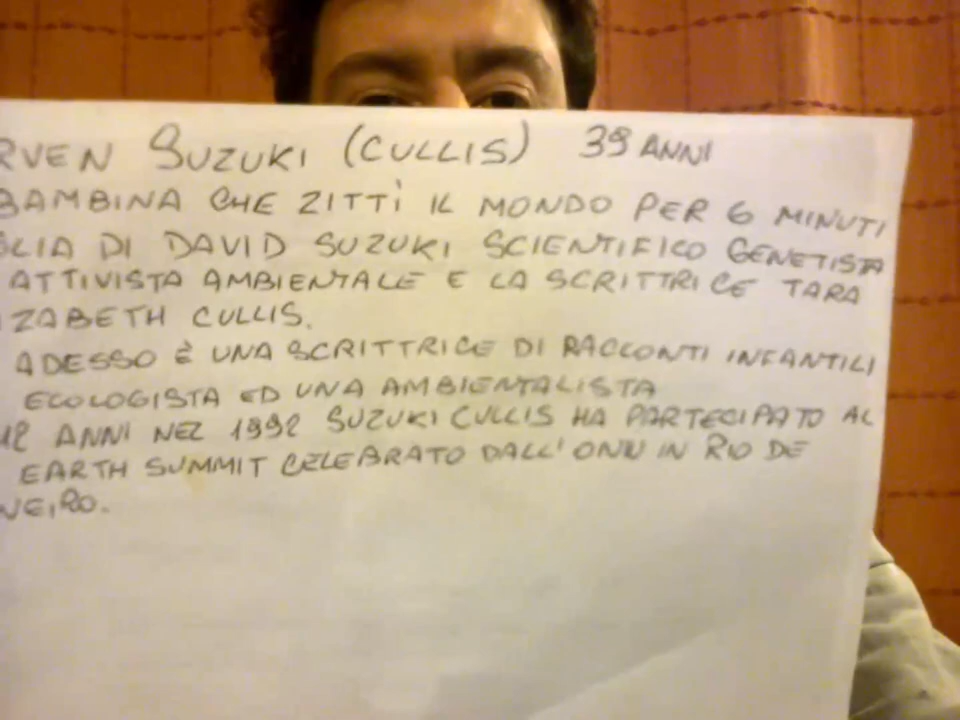 RVEN SUZUKI (CULLIS) 39 ANNI
BAMBINA CHE ZITTÌ IL MONDO PER 6 MINUTI
GLIA DI DAVID SUZUKI SCIENTIFICO GENETISTA
ATTIVISTA AMBIENTALE E LA SCRITTRICE TARA
IZABETH CULLIS.
ADESSO È UNA SCRITTRICE DI RACCONTI INFANTILI
ECOLOGISTA ED UNA AMBIENTALISTA
12 ANNI NEL 1992 SUZUKI CULLIS HA PARTECIPATO AL
EARTH SUMMIT CELEBRATO DALL'ONU IN RIO DE
NEIRO.